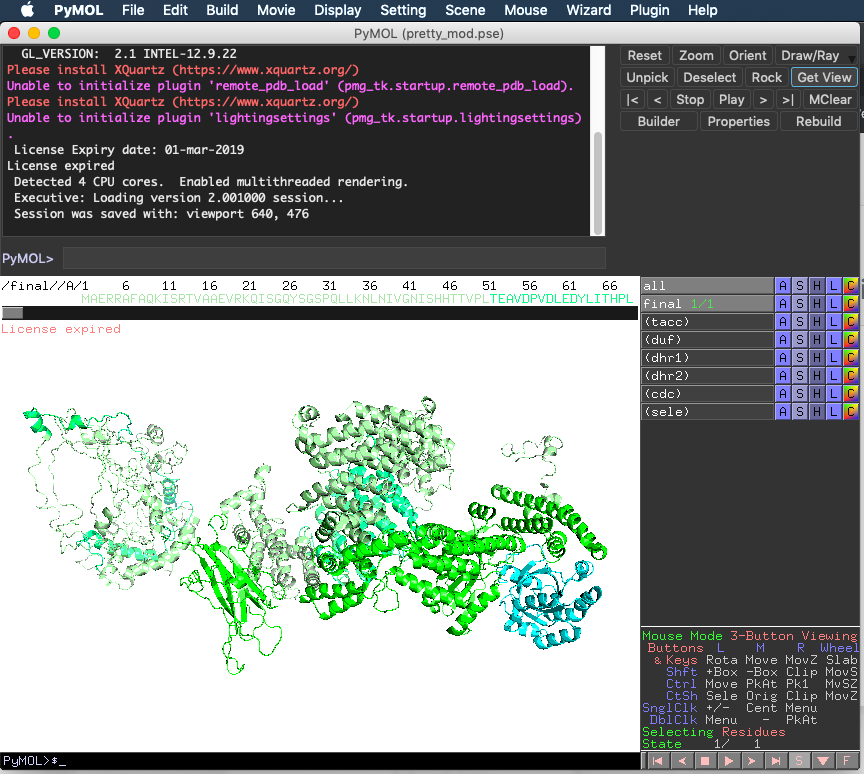 PyMOL File Edit Build Movie Display Setting Scene Mouse Wizard Plugin Help
PyMOL (pretty_mod.pse)
GL_VERSION: 2.1 INTEL-12.9.22
Please install XQuartz (https://www.xquartz.org/)
Unable to initialize plugin 'remote_pdb_load' (pmg_tk.startup.remote_pdb_load).
Please install XQuartz (https://www.xquartz.org/)
Unable to initialize plugin 'lightingsettings' (pmg_tk.startup.lightingsettings)
.
License Expiry date: 01-mar-2019
License expired
Detected 4 CPU cores. Enabled multithreaded rendering.
Executive: Loading version 2.001000 session...
Session was saved with: viewport 640, 476
PyMOL>
Reset Zoom Orient Draw/Ray
Unpick Deselect Rock Get View
|< < Stop Play > >| MClear
Builder Properties Rebuild
/final//A/1 6 11 16 21 26 31 36 41 46 51 56 61 66
MAERRAFAQKISRTVAAEVRKQISGQYSGSPQLLKNLNIVGNISHHTTVPLTEAVDPVDLEDYLITHPL
License expired
all A S H L C
final 1/1 A S H L C
(tacc) A S H L C
(duf) A S H L C
(dhr1) A S H L C
(dhr2) A S H L C
(cdc) A S H L C
(sele) A S H L C
Mouse Mode 3-Button Viewing
Buttons L M R Wheel
& Keys Rota Move MovZ Slab
Shft +Box -Box Clip MovS
Ctrl Move PkAt Pk1 MvSZ
CtSh Sele Orig Clip MovZ
SnglClk +/- Cent Menu
DblClk Menu - PkAt
Selecting Residues
State 1/ 1
PyMOL>$_
S F